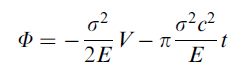 Φ = − σ²/2E V − π σ²c²/E t